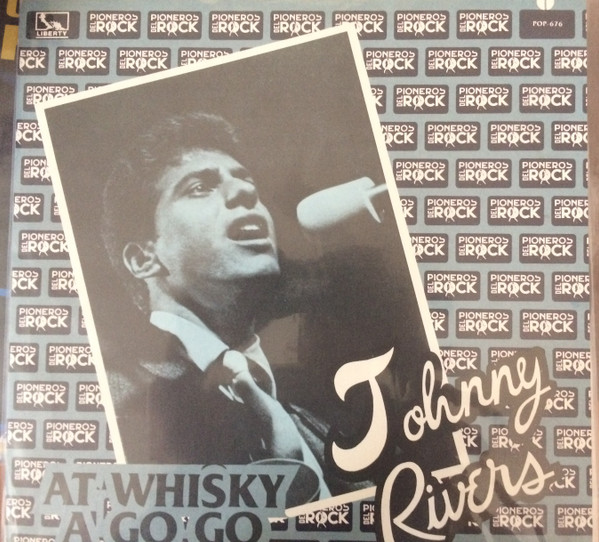 LIBERTY
PIONEROS DEL ROCK
POP-676
Johnny
Rivers
AT WHISKY
A' GO' GO